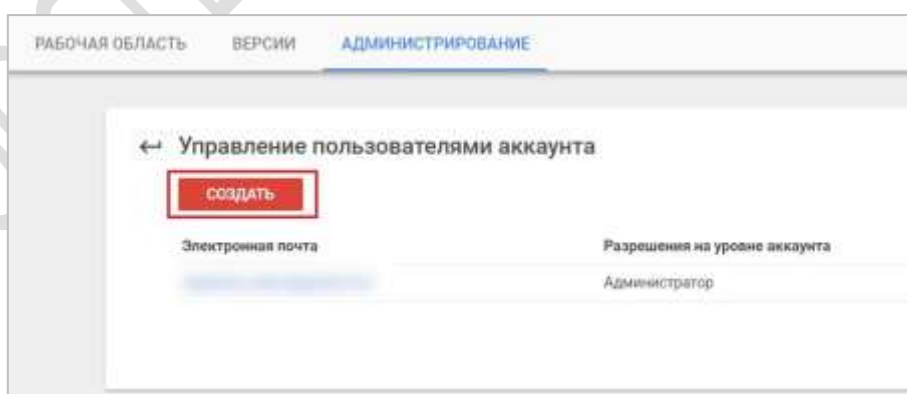 РАБОЧАЯ ОБЛАСТЬ ВЕРСИИ АДМИНИСТРИРОВАНИЕ
Управление пользователями аккаунта
СОЗДАТЬ
Электронная почта Разрешения на уровне аккаунта
Администратор